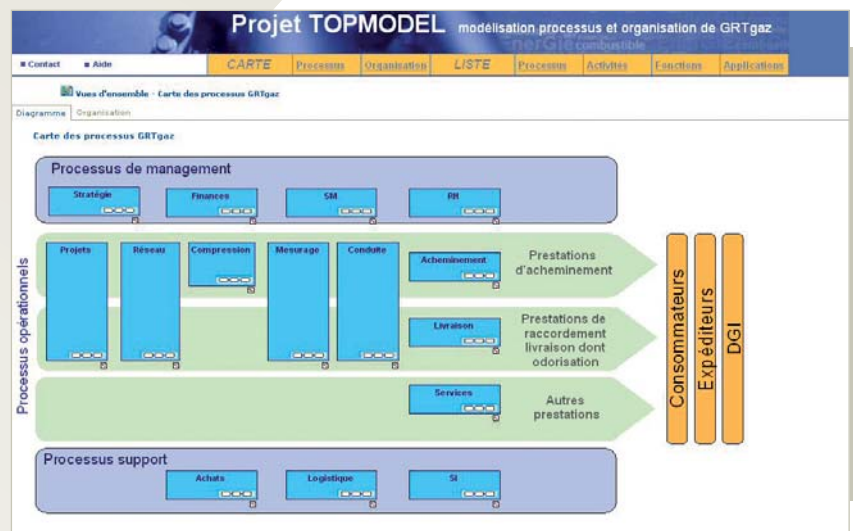 Projet TOPMODEL modélisation processus et organisation de GRTgaz
Contact Aide CARTE Processus Organisation LISTE Processus Activités Fonctions Applications
Vues d'ensemble - Carte des processus GRTgaz
Diagramme Organisation
Carte des processus GRTgaz
Processus de management
Stratégie Finances SM RH
Processus opérationnels
Projets Réseau Compression Mesurage Conduite
Acheminement
Prestations
d'acheminement
Livraison
Prestations de
raccordement
livraison dont
odorisation
Services
Autres
prestations
Consommateurs
Expéditeurs
DGI
Processus support
Achats Logistique SI